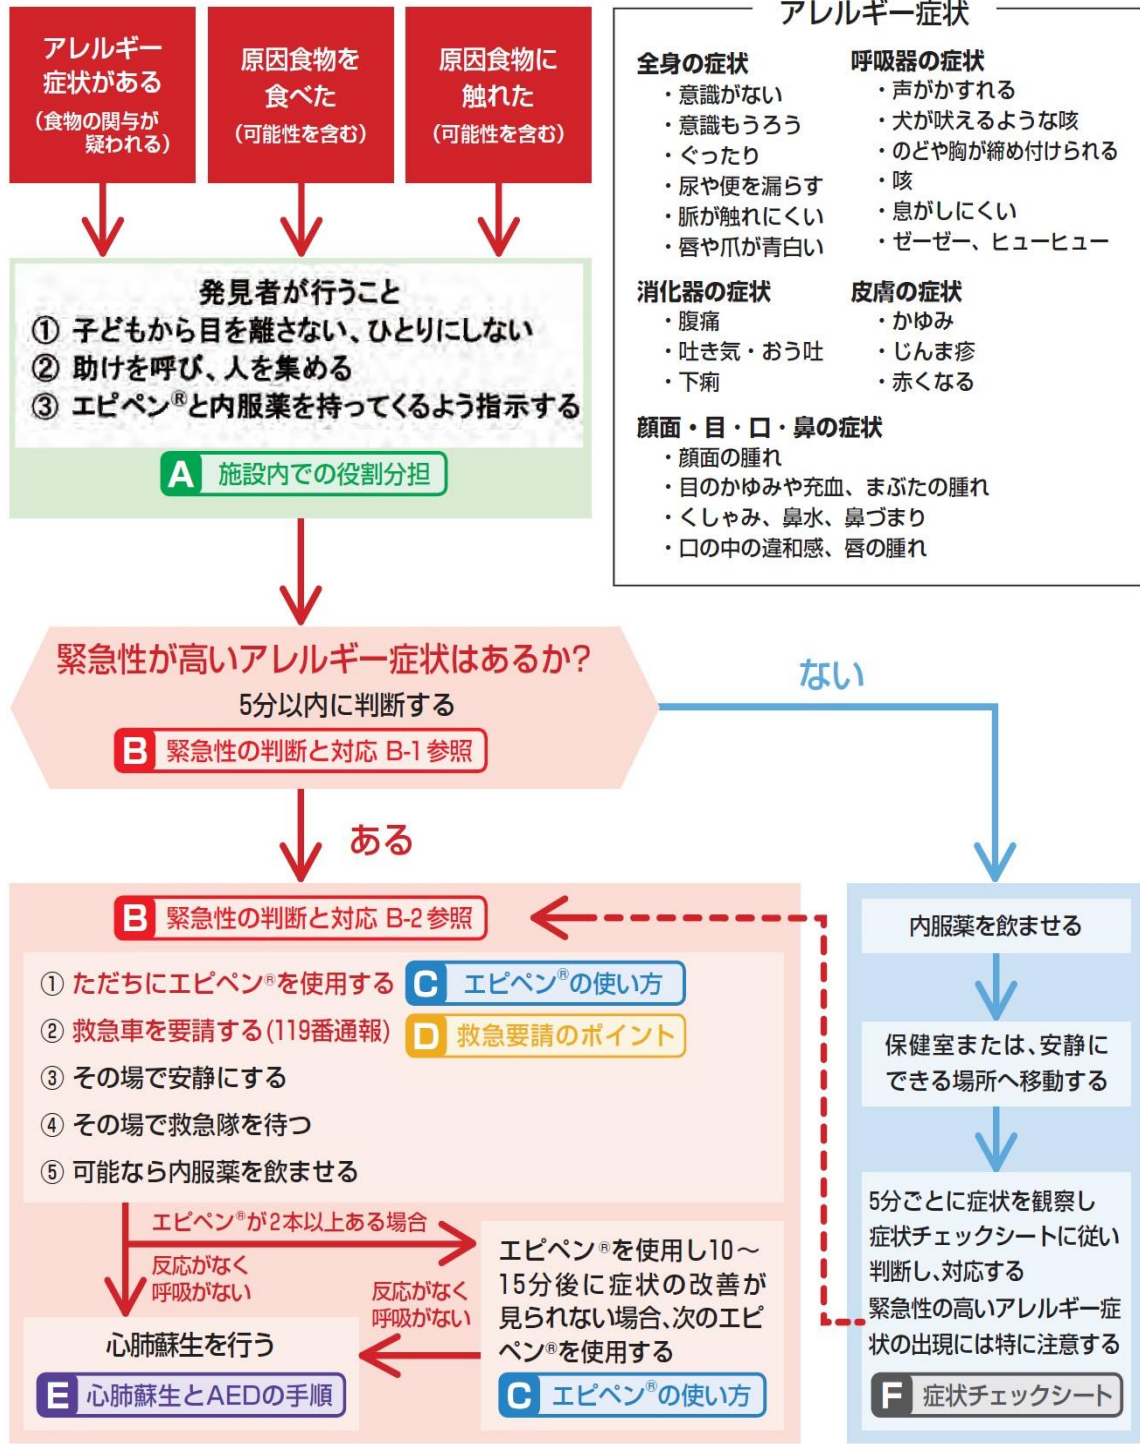 アレルギー
症状がある
(食物の関与が
疑われる)
原因食物を
食べた
(可能性を含む)
原因食物に
触れた
(可能性を含む)
アレルギー症状
全身の症状
・意識がない
・意識もうろう
・ぐったり
・尿や便を漏らす
・脈が触れにくい
・唇や爪が青白い
呼吸器の症状
・声がかすれる
・犬が吠えるような咳
・のどや胸が締め付けられる
・咳
・息がしにくい
・ゼーゼー、ヒューヒュー
消化器の症状
・腹痛
・吐き気・おう吐
・下痢
皮膚の症状
・かゆみ
・じんま疹
・赤くなる
顔面・目・口・鼻の症状
・顔面の腫れ
・目のかゆみや充血、まぶたの腫れ
・くしゃみ、鼻水、鼻づまり
・口の中の違和感、唇の腫れ
発見者が行うこと
① 子どもから目を離さない、ひとりにしない
② 助けを呼び、人を集める
③ エピペン®と内服薬を持ってくるよう指示する
A 施設内での役割分担
緊急性が高いアレルギー症状はあるか?
5分以内に判断する
B 緊急性の判断と対応 B-1参照
ない
ある
B 緊急性の判断と対応 B-2参照
① ただちにエピペン®を使用する
C エピペン®の使い方
② 救急車を要請する(119番通報)
D 救急要請のポイント
③ その場で安静にする
④ その場で救急隊を待つ
⑤ 可能なら内服薬を飲ませる
エピペン®が2本以上ある場合
反応がなく
呼吸がない
反応がなく
呼吸がない
エピペン®を使用し10〜
15分後に症状の改善が
見られない場合、次のエピ
ペン®を使用する
C エピペン®の使い方
心肺蘇生を行う
E 心肺蘇生とAEDの手順
内服薬を飲ませる
保健室または、安静に
できる場所へ移動する
5分ごとに症状を観察し
症状チェックシートに従い
判断し、対応する
緊急性の高いアレルギー症
状の出現には特に注意する
F 症状チェックシート